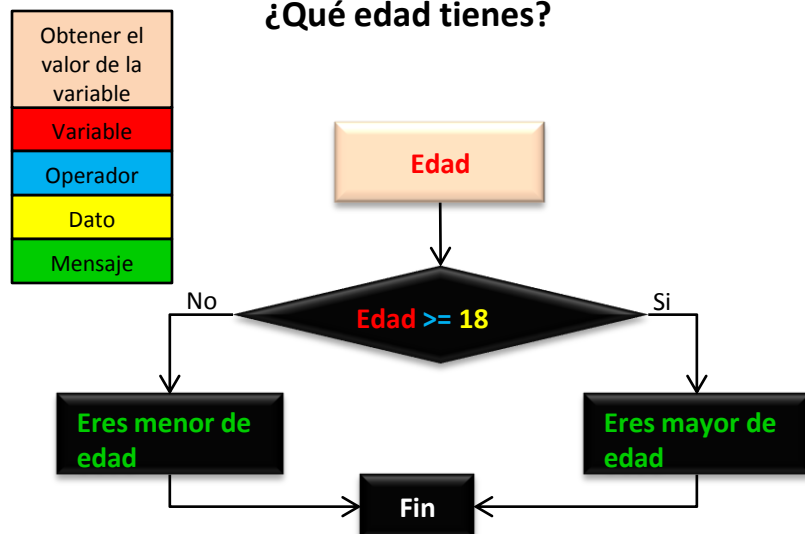 ¿Qué edad tienes?
Obtener el
valor de la
variable
Variable
Operador
Dato
Mensaje
Edad
No
Edad >= 18
Si
Eres menor de
edad
Eres mayor de
edad
Fin